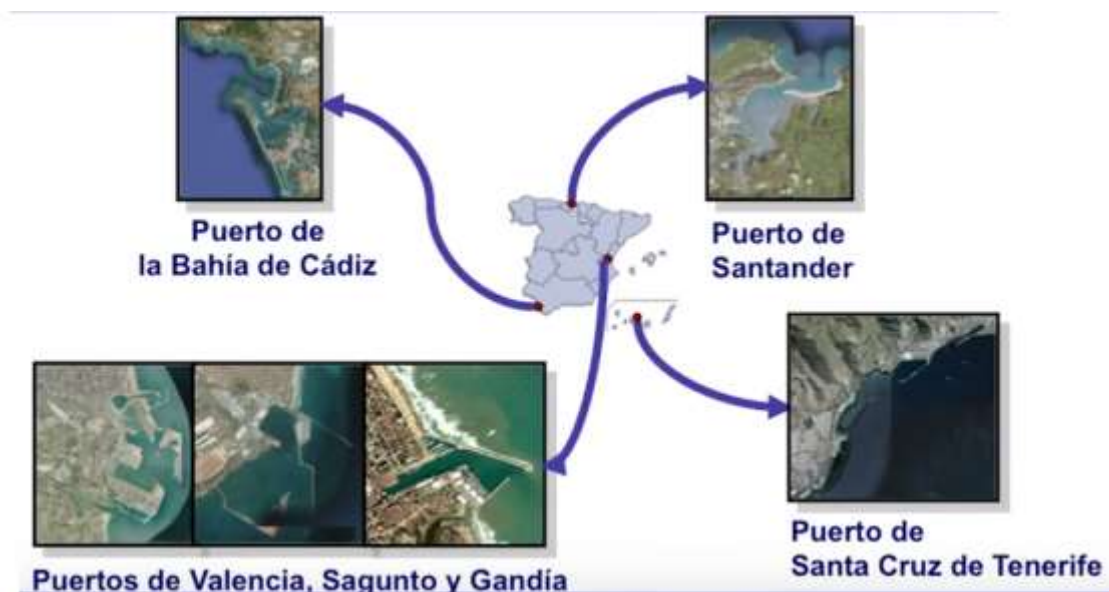 Puerto de
la Bahía de Cádiz
Puerto de
Santander
Puertos de Valencia, Sagunto y Gandía
Puerto de
Santa Cruz de Tenerife